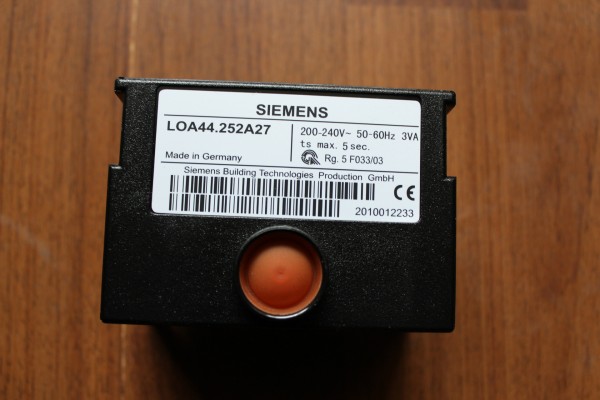 SIEMENS
LOA44.252A27
200-240V~ 50-60Hz 3VA
ts max. 5 sec.
Made in Germany
Rg. 5 F033/03
Siemens Building Technologies Production GmbH
CE
2010012233